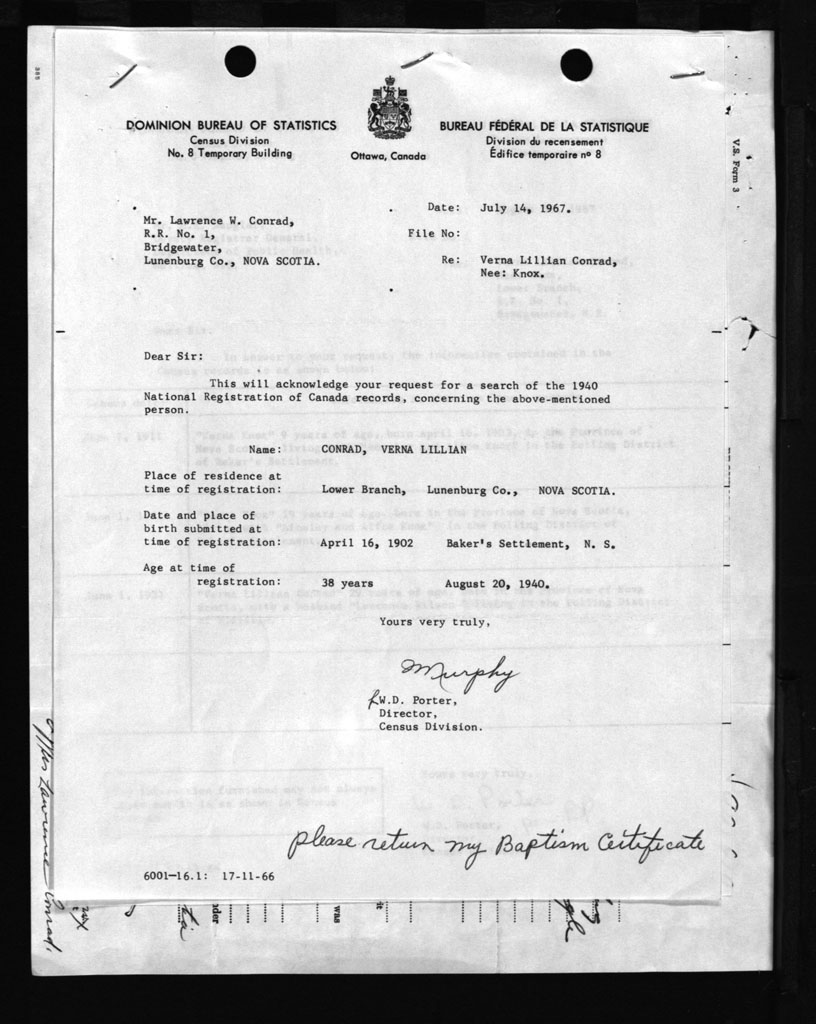 DOMINION BUREAU OF STATISTICS
Census Division
No. 8 Temporary Building
Ottawa, Canada
BUREAU FÉDÉRAL DE LA STATISTIQUE
Division du recensement
Édifice temporaire nº 8
V.S. Form 3
Mr. Lawrence W. Conrad,
R.R. No. 1,
Bridgewater,
Lunenburg Co., NOVA SCOTIA.
Date: July 14, 1967.
File No:
Re: Verna Lillian Conrad,
Nee: Knox.
Dear Sir:
This will acknowledge your request for a search of the 1940
National Registration of Canada records, concerning the above-mentioned
person.
Name: CONRAD, VERNA LILLIAN
Place of residence at
time of registration: Lower Branch, Lunenburg Co., NOVA SCOTIA.
Date and place of
birth submitted at
time of registration: April 16, 1902 Baker's Settlement, N. S.
Age at time of
registration: 38 years August 20, 1940.
Yours very truly,
Murphy
W.D. Porter,
Director,
Census Division.
please return my Baptism Certificate
6001-16.1: 17-11-66
Lawrence Conrad.
was